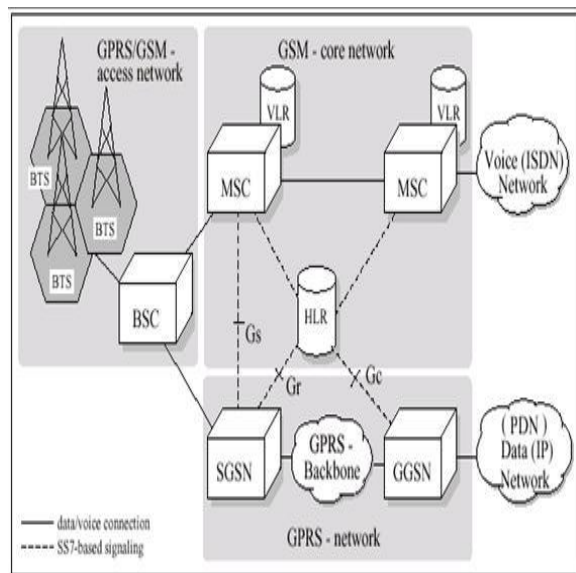 GPRS/GSM -
access network
GSM - core network
VLR
VLR
BTS
BTS
BTS
MSC
MSC
Voice (ISDN)
Network
BSC
HLR
Gs
Gr
Gc
SGSN
GPRS -
Backbone
GGSN
( PDN )
Data (IP)
Network
data/voice connection
SS7-based signaling
GPRS - network